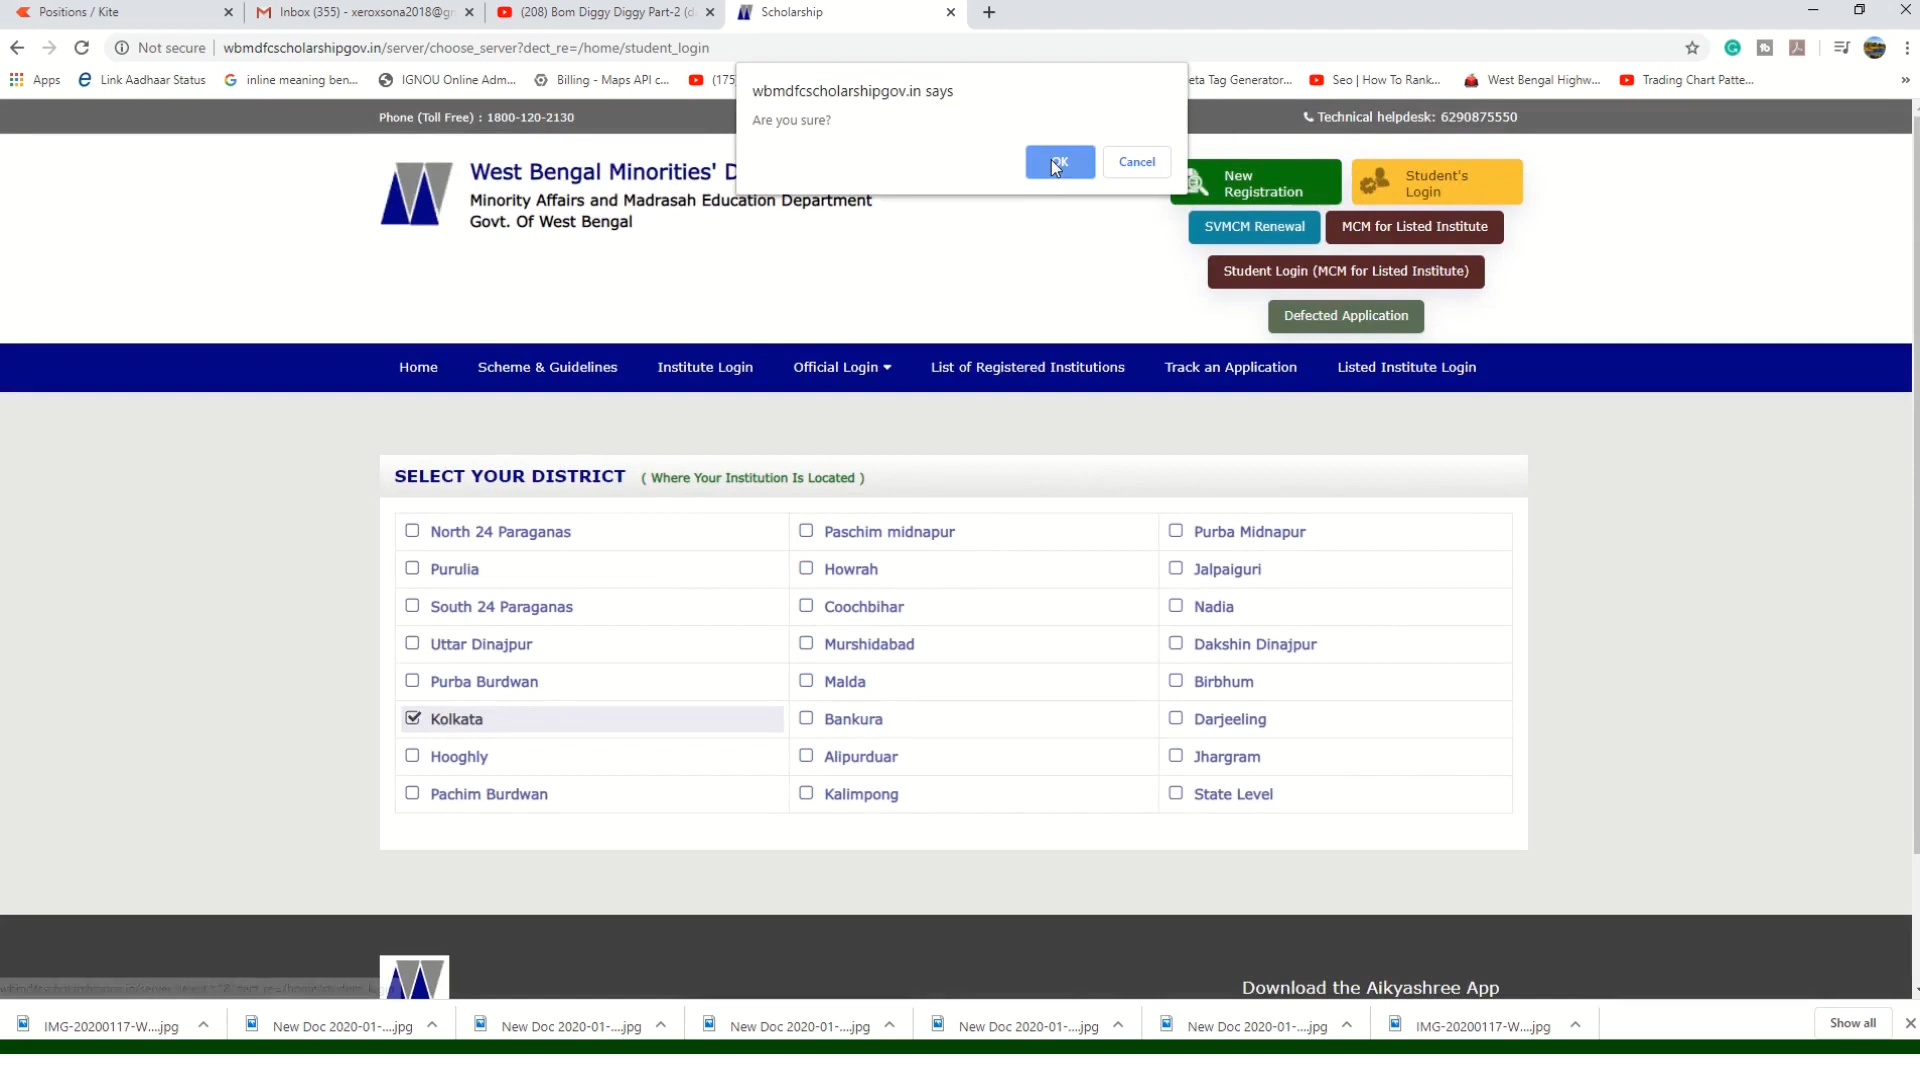 Positions / Kite
Inbox (355) - xeroxsona2018@gr
(208) Bom Diggy Diggy Part-2 (di
Scholarship
Not secure
wbmdfcscholarshipgov.in/server/choose_server?dect_re=/home/student_login
Apps
Link Aadhaar Status
inline meaning ben...
IGNOU Online Adm...
Billing - Maps API c...
(175
eta Tag Generator...
Seo | How To Rank...
West Bengal Highw...
Trading Chart Patte...
wbmdfcscholarshipgov.in says
Are you sure?
OK
Cancel
Phone (Toll Free) : 1800-120-2130
Technical helpdesk: 6290875550
West Bengal Minorities' D
Minority Affairs and Madrasah Education Department
Govt. Of West Bengal
New
Registration
Student's
Login
SVMCM Renewal
MCM for Listed Institute
Student Login (MCM for Listed Institute)
Defected Application
Home
Scheme & Guidelines
Institute Login
Official Login
List of Registered Institutions
Track an Application
Listed Institute Login
SELECT YOUR DISTRICT ( Where Your Institution Is Located )
North 24 Paraganas
Paschim midnapur
Purba Midnapur
Purulia
Howrah
Jalpaiguri
South 24 Paraganas
Coochbihar
Nadia
Uttar Dinajpur
Murshidabad
Dakshin Dinajpur
Purba Burdwan
Malda
Birbhum
Kolkata
Bankura
Darjeeling
Hooghly
Alipurduar
Jhargram
Pachim Burdwan
Kalimpong
State Level
Download the Aikyashree App
IMG-20200117-W....jpg
New Doc 2020-01-....jpg
New Doc 2020-01-....jpg
New Doc 2020-01-....jpg
New Doc 2020-01-....jpg
New Doc 2020-01-....jpg
IMG-20200117-W....jpg
Show all